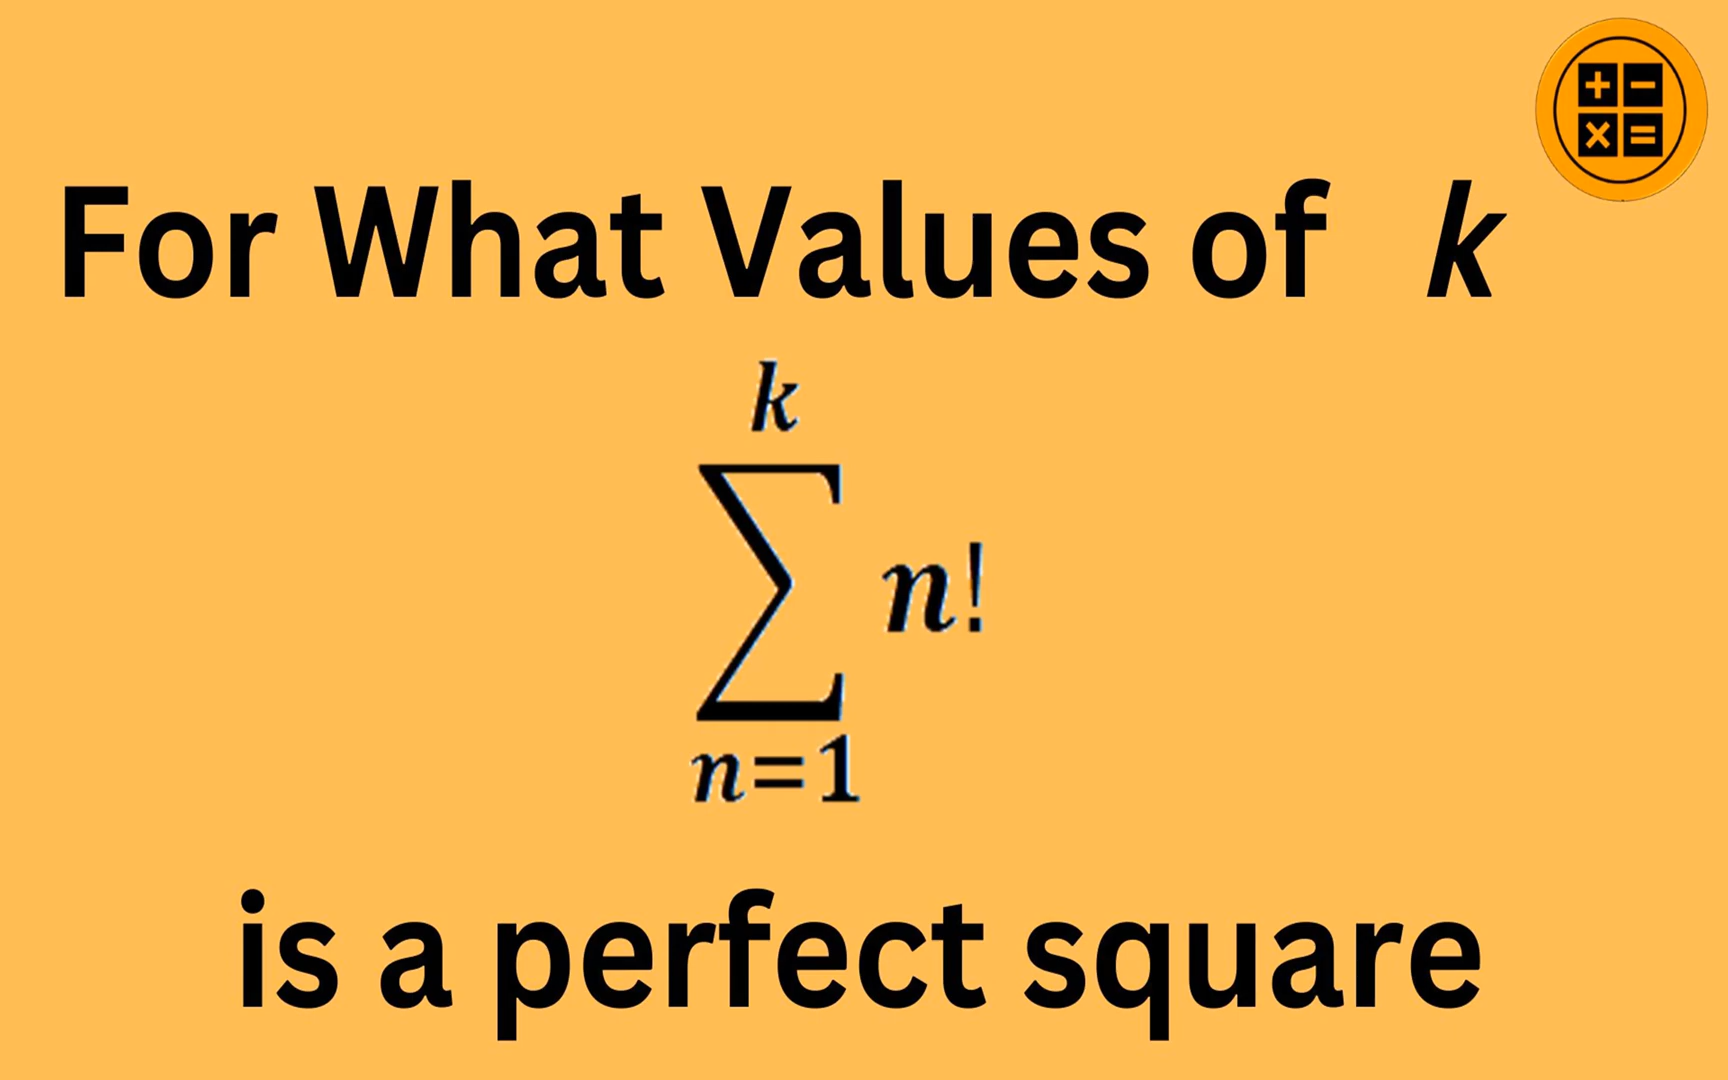 For What Values of k
k
∑ n!
n=1
is a perfect square